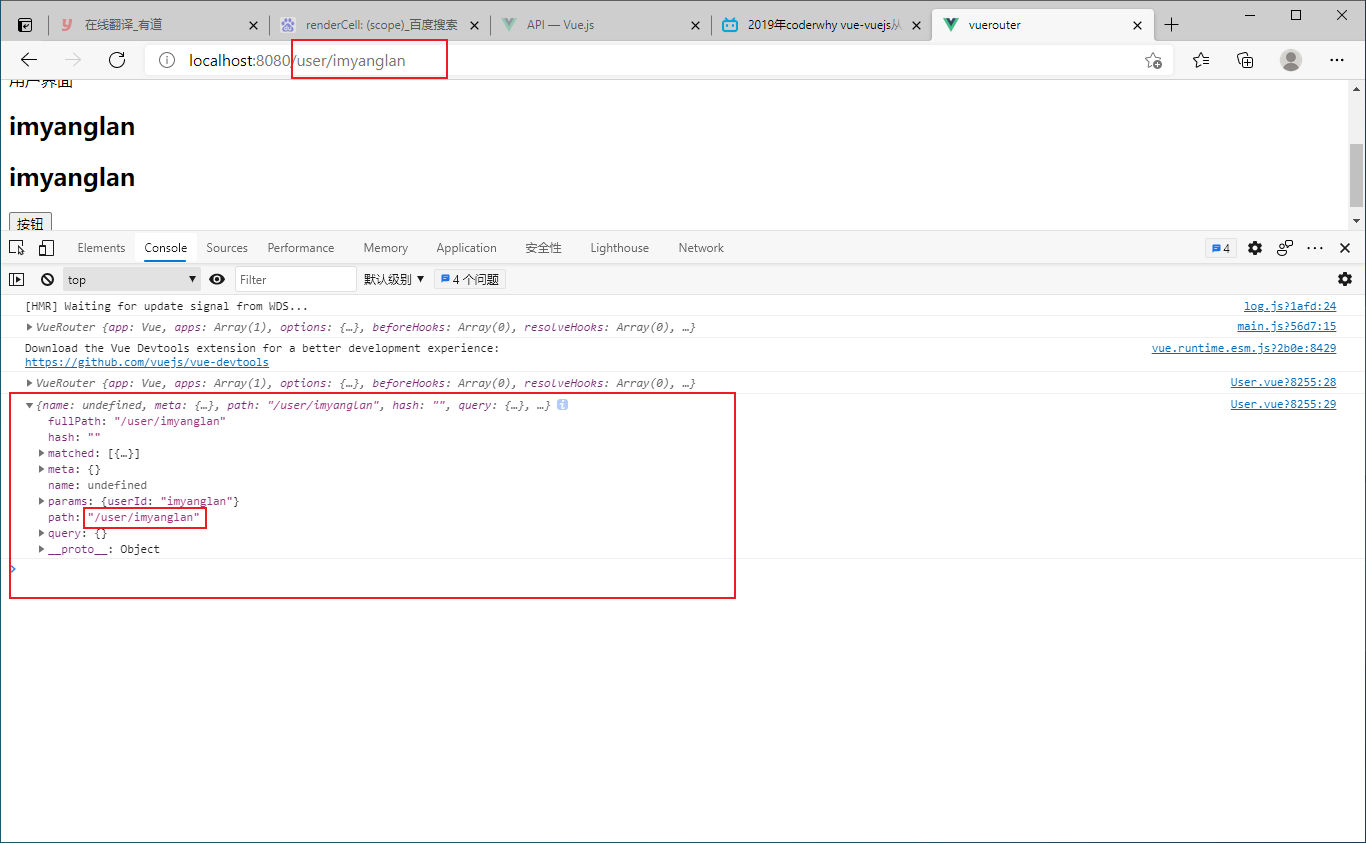 在线翻译_有道
renderCell: (scope)_百度搜索
API — Vue.js
2019年coderwhy vue-vuejs从
vuerouter
localhost:8080/user/imyanglan
用户界面
imyanglan
imyanglan
按钮
Elements Console Sources Performance Memory Application 安全性 Lighthouse Network 4
top Filter 默认级别 4 个问题
[HMR] Waiting for update signal from WDS... log.js?1afd:24
VueRouter {app: Vue, apps: Array(1), options: {…}, beforeHooks: Array(0), resolveHooks: Array(0), …} main.js?56d7:15
Download the Vue Devtools extension for a better development experience: vue.runtime.esm.js?2b0e:8429
https://github.com/vuejs/vue-devtools
VueRouter {app: Vue, apps: Array(1), options: {…}, beforeHooks: Array(0), resolveHooks: Array(0), …} User.vue?8255:28
{name: undefined, meta: {…}, path: "/user/imyanglan", hash: "", query: {…}, …} User.vue?8255:29
fullPath: "/user/imyanglan"
hash: ""
matched: [{…}]
meta: {}
name: undefined
params: {userId: "imyanglan"}
path: "/user/imyanglan"
query: {}
__proto__: Object